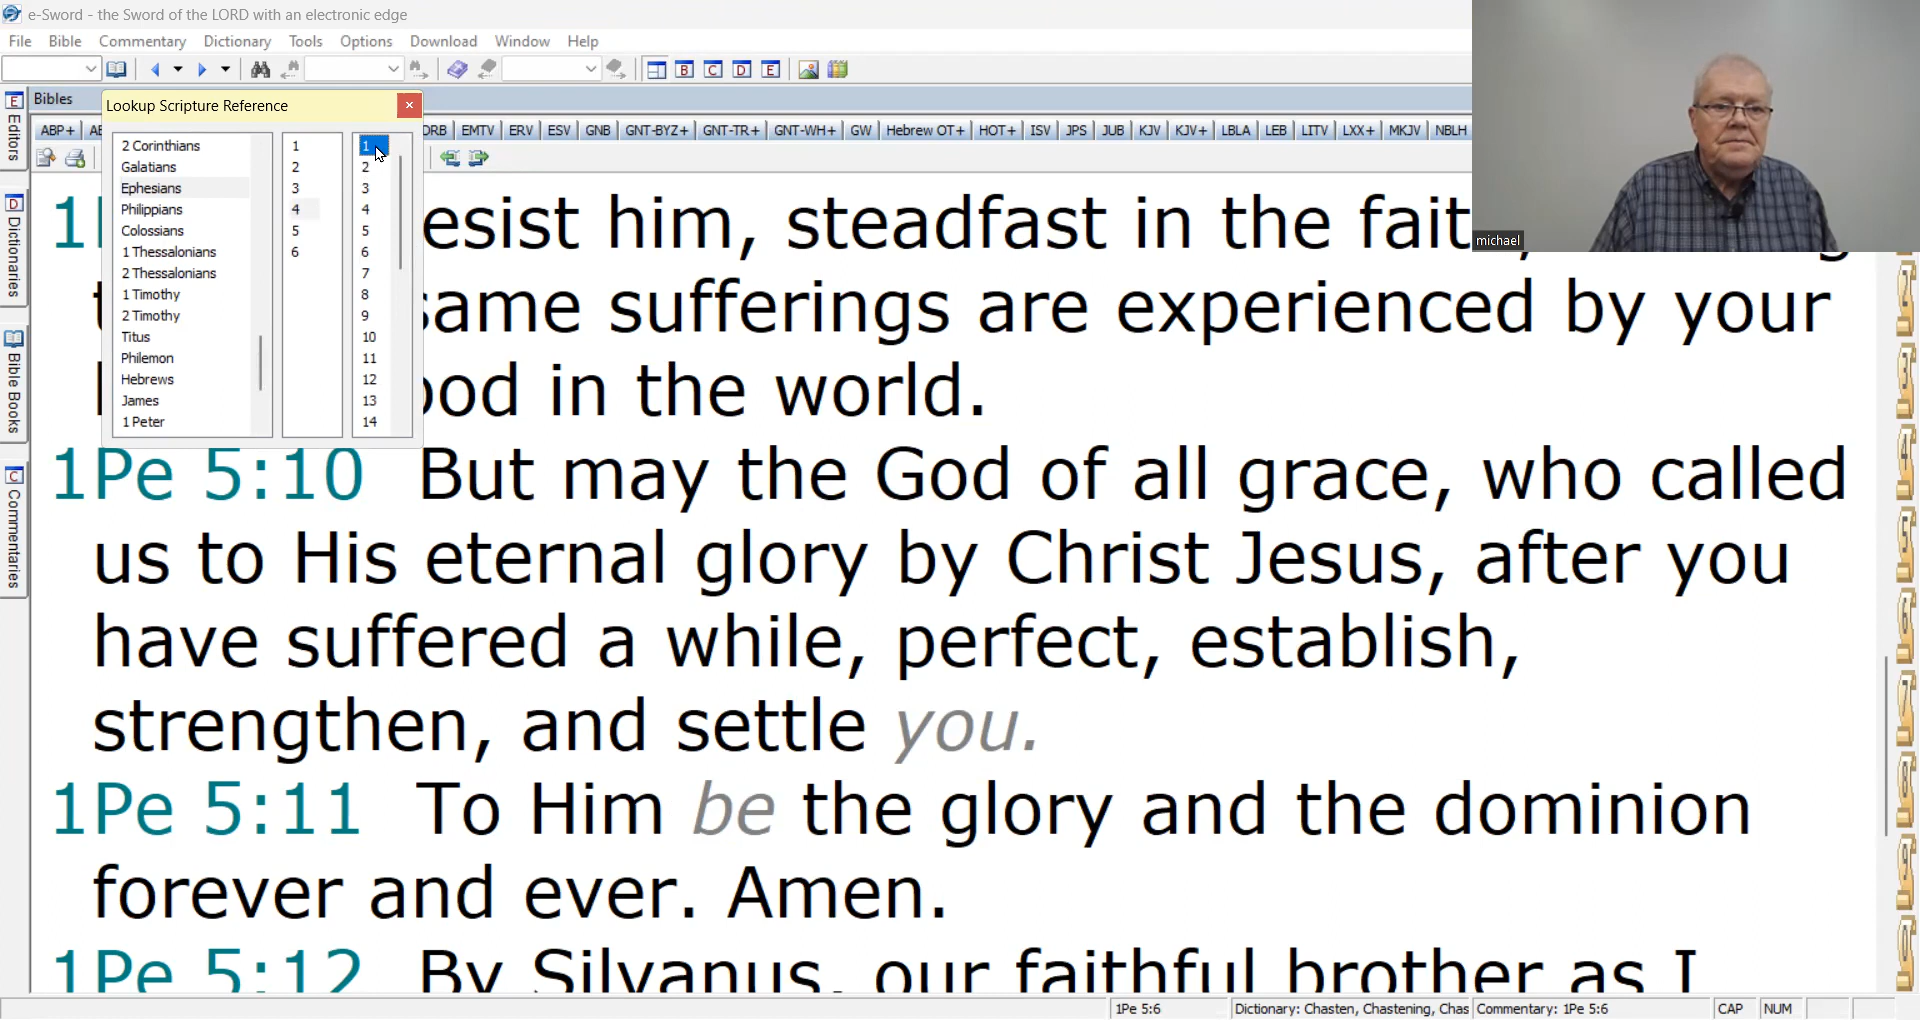 e-Sword - the Sword of the LORD with an electronic edge
File Bible Commentary Dictionary Tools Options Download Window Help
B C D E
Bibles
Lookup Scripture Reference
ABP+ ORB EMTV ERV ESV GNB GNT-BYZ+ GNT-TR+ GNT-WH+ GW Hebrew OT+ HOT+ ISV JPS JUB KJV KJV+ LBLA LEB LITV LXX+ MKJV NBLH
E Editors
D Dictionaries
Bible Books
C Commentaries
2 Corinthians 1 1
Galatians 2 2
Ephesians 3 3
Philippians 4 4
Colossians 5 5
1 Thessalonians 6 6
2 Thessalonians 7
1 Timothy 8
2 Timothy 9
Titus 10
Philemon 11
Hebrews 12
James 13
1 Peter 14
michael
esist him, steadfast in the fait
same sufferings are experienced by your
ood in the world.
1Pe 5:10 But may the God of all grace, who called
us to His eternal glory by Christ Jesus, after you
have suffered a while, perfect, establish,
strengthen, and settle you.
1Pe 5:11 To Him be the glory and the dominion
forever and ever. Amen.
1Pe 5:12 By Silvanus, our faithful brother as I
1Pe 5:6 Dictionary: Chasten, Chastening, Chas Commentary: 1Pe 5:6 CAP NUM